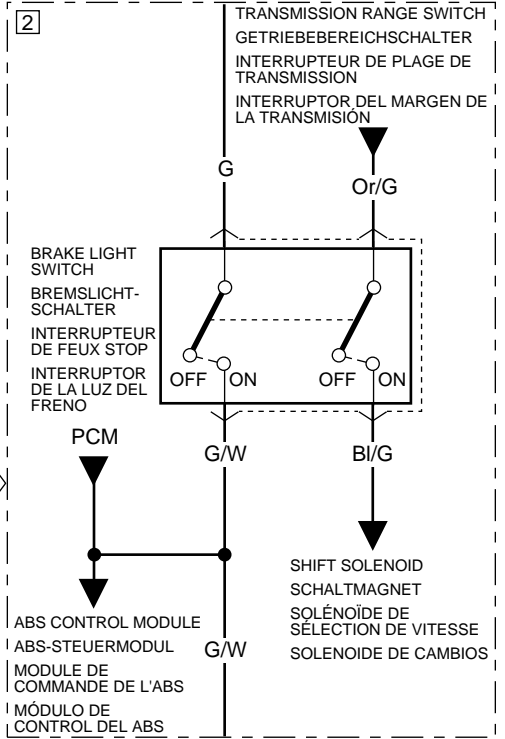 2
TRANSMISSION RANGE SWITCH
GETRIEBEBEREICHSCHALTER
INTERRUPTEUR DE PLAGE DE
TRANSMISSION
INTERRUPTOR DEL MARGEN DE
LA TRANSMISIÓN
G
Or/G
BRAKE LIGHT
SWITCH
BREMSLICHT-
SCHALTER
INTERRUPTEUR
DE FEUX STOP
INTERRUPTOR
DE LA LUZ DEL
FRENO
OFF ON
OFF ON
PCM
G/W
Bl/G
SHIFT SOLENOID
SCHALTMAGNET
SOLÉNOÏDE DE
SÉLECTION DE VITESSE
SOLENOIDE DE CAMBIOS
ABS CONTROL MODULE
ABS-STEUERMODUL
MODULE DE
COMMANDE DE L'ABS
MÓDULO DE
CONTROL DEL ABS
G/W